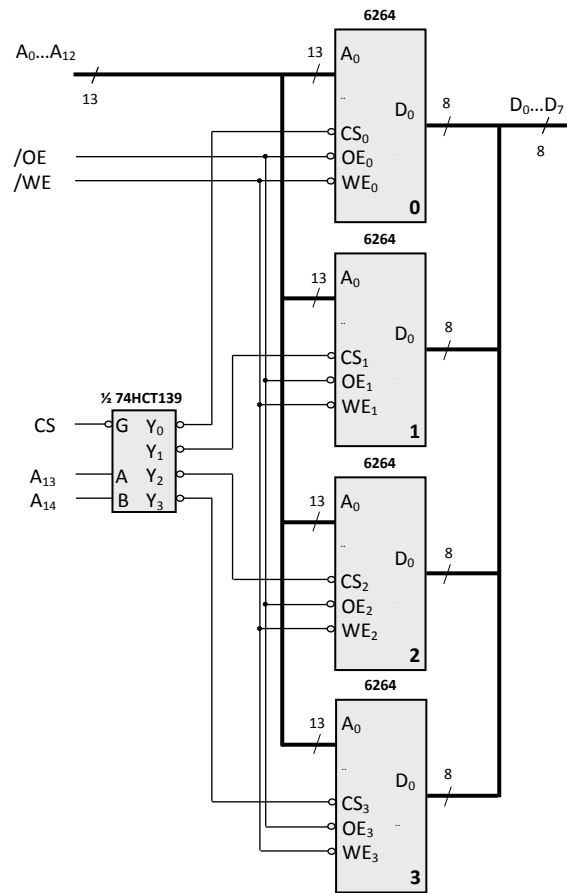 6264
A₀...A₁₂
13
13
A₀
..
D₀
8
D₀...D₇
8
CS₀
/OE
OE₀
/WE
WE₀
0
6264
13
A₀
..
D₀
8
CS₁
OE₁
WE₁
1
½ 74HCT139
CS
G Y₀
Y₁
A₁₃
A Y₂
A₁₄
B Y₃
6264
13
A₀
..
D₀
8
CS₂
OE₂
WE₂
2
6264
13
A₀
..
D₀
8
CS₃
OE₃
..
WE₃
3